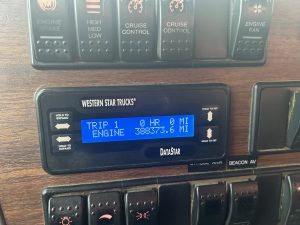 ENGINE
HIGH
MED
LOW
CRUISE
CONTROL
CRUISE
CONTROL
ENGINE
FAN
WESTERN STAR TRUCKS
TRIP 1 0 HR 0 MI
ENGINE 388373.6 MI
DATASTAR
BEACON AV